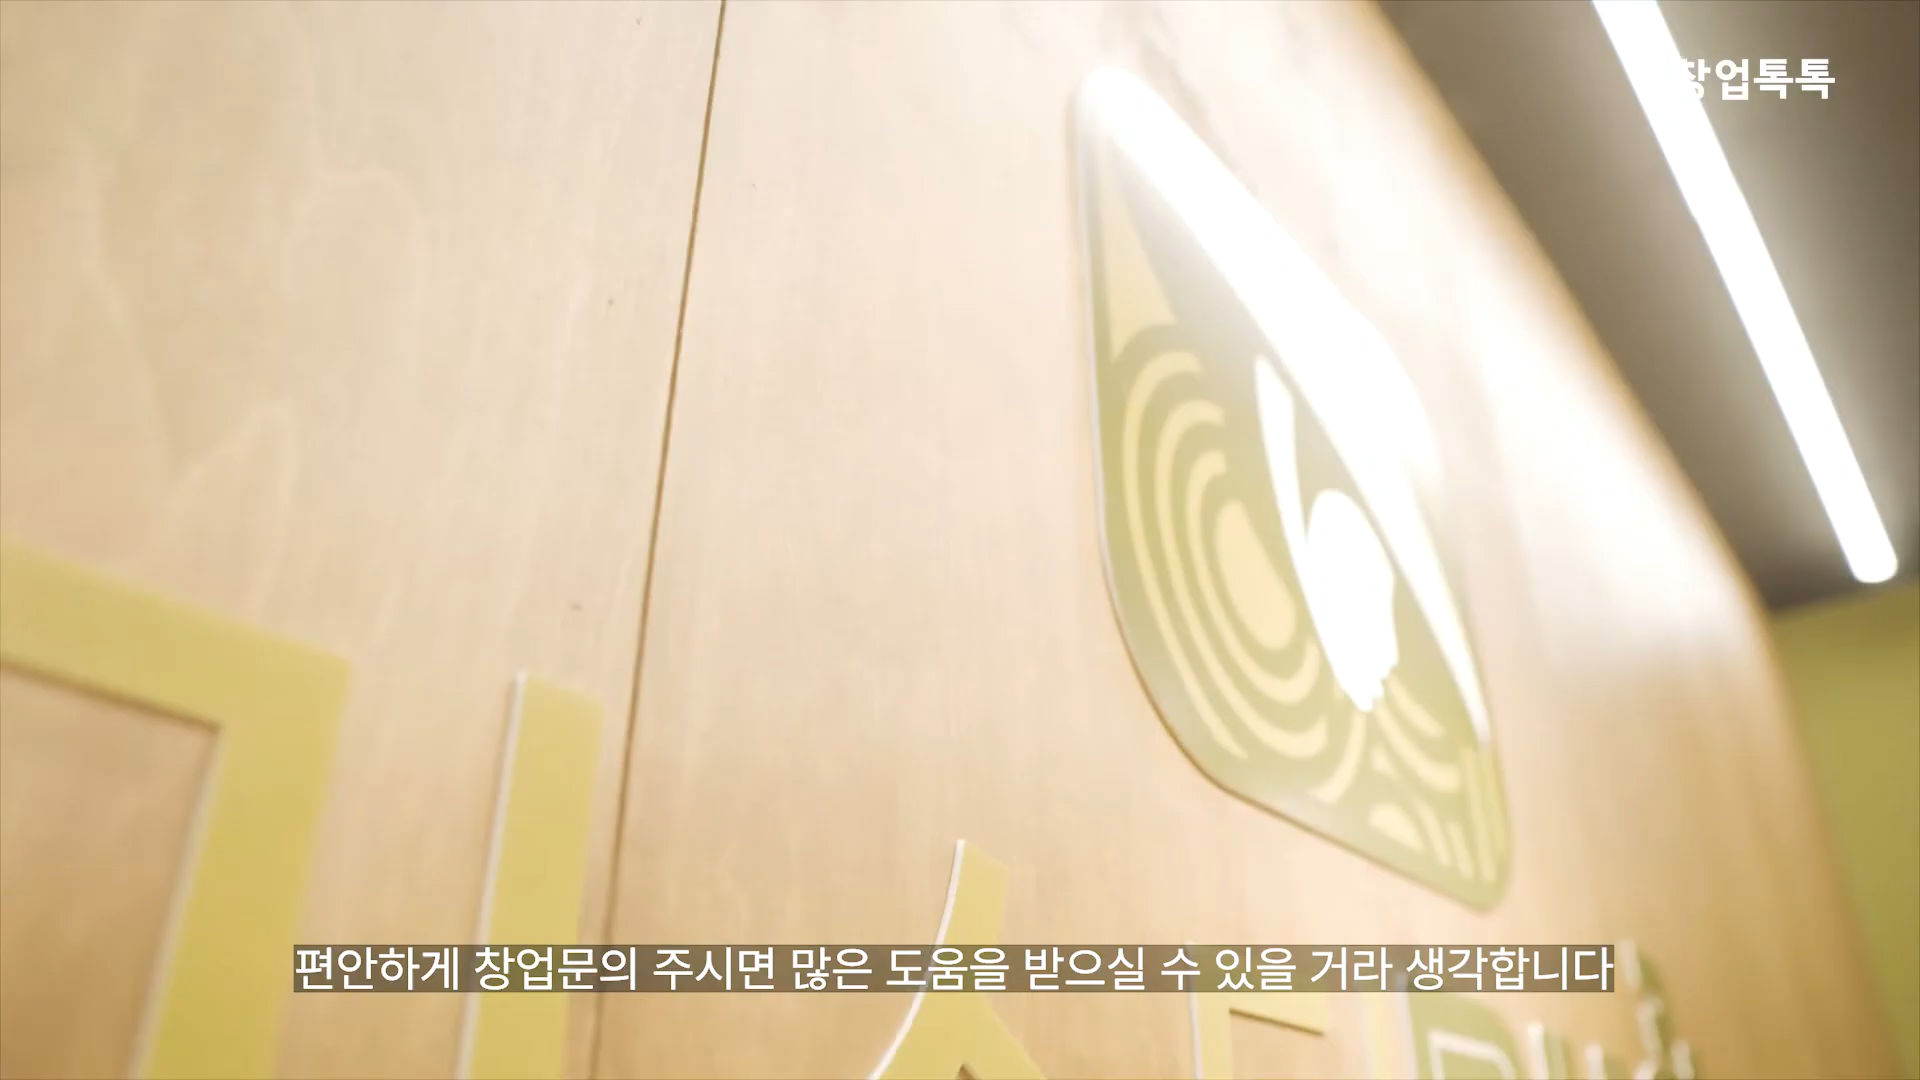 창업톡톡
편안하게 창업문의 주시면 많은 도움을 받으실 수 있을 거라 생각합니다